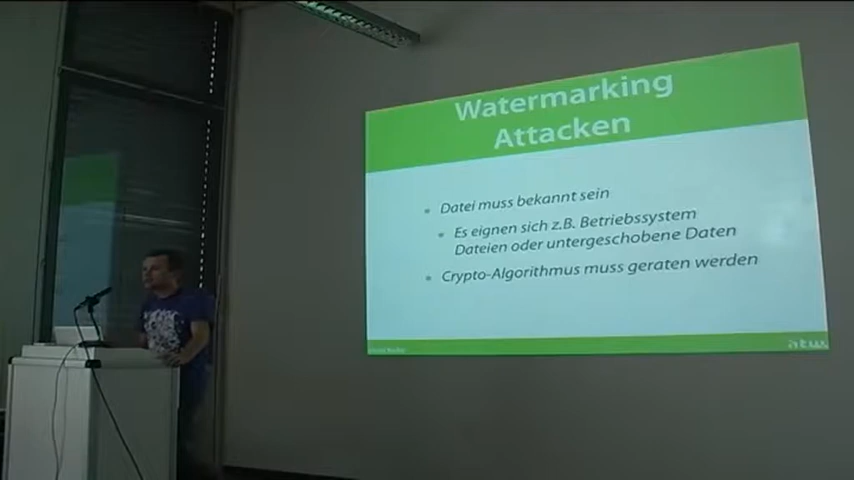 Watermarking
Attacken
Datei muss bekannt sein
Es eignen sich z.B. Betriebssystem
Dateien oder untergeschobene Daten
Crypto-Algorithmus muss geraten werden